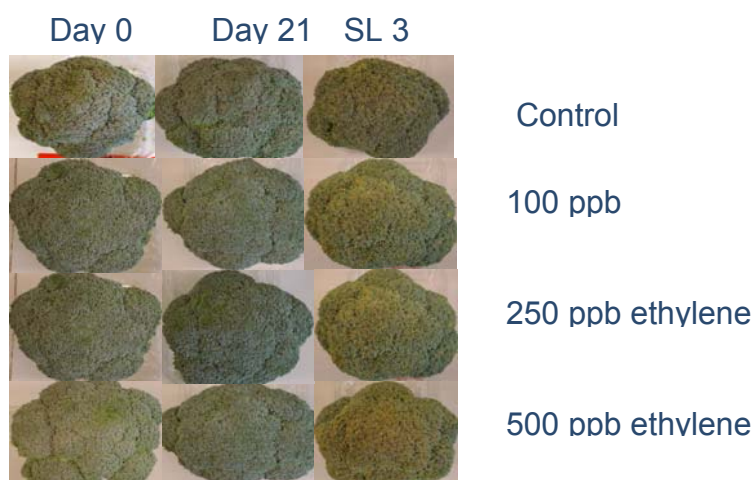 Day 0 Day 21 SL 3
Control
100 ppb
250 ppb ethylene
500 ppb ethylene